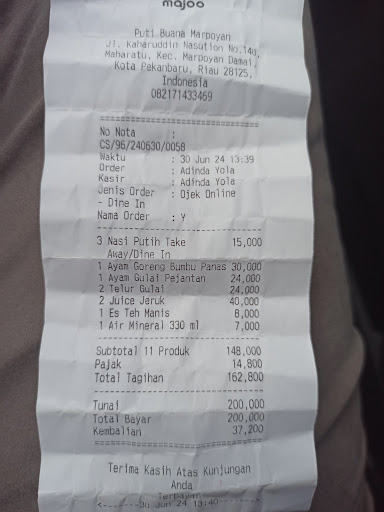 majoo
Puti Buana Marpoyan
Jl. Kaharuddin Nasution No.140,
Maharatu, Kec. Marpoyan Damai,
Kota Pekanbaru, Riau 28125,
Indonesia
082171433469
No Nota :
CS/96/240630/0058
Waktu : 30 Jun 24 13:39
Order : Adinda Yola
Kasir : Adinda Yola
Jenis Order : Ojek Online
- Dine In
Nama Order : Y
3 Nasi Putih Take 15,000
Away/Dine In
1 Ayam Goreng Bumbu Panas 30,000
1 Ayam Gulai Pejantan 24,000
2 Telur Gulai 24,000
2 Juice Jeruk 40,000
1 Es Teh Manis 8,000
1 Air Mineral 330 ml 7,000
Subtotal 11 Produk 148,000
Pajak 14,800
Total Tagihan 162,800
Tunai 200,000
Total Bayar 200,000
Kembalian 37,200
Terima Kasih Atas Kunjungan
Anda
Terbayar
<------30 Jun 24 13:40------>